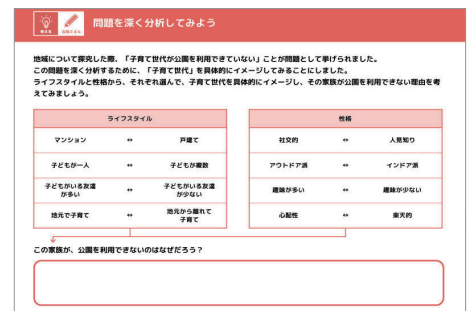 問題を深く分析してみよう
地域について探究した際、「子育て世代が公園を利用できていない」ことが問題として挙げられました。
この問題を深く分析するために、「子育て世代」を具体的にイメージしてみることにしました。
ライフスタイルと性格から、それぞれ選んで、子育て世代を具体的にイメージし、その家族が公園を利用できない理由を考
えてみましょう。
ライフスタイル
マンション ↔ 戸建て
子どもが一人 ↔ 子どもが複数
子どもがいる友達
が多い
↔
子どもがいる友達
が少ない
地元で子育て
↔
地元から離れて
子育て
性格
社交的 ↔ 人見知り
アウトドア派 ↔ インドア派
趣味が多い ↔ 趣味が少ない
心配性 ↔ 楽天的
この家族が、公園を利用できないのはなぜだろう？